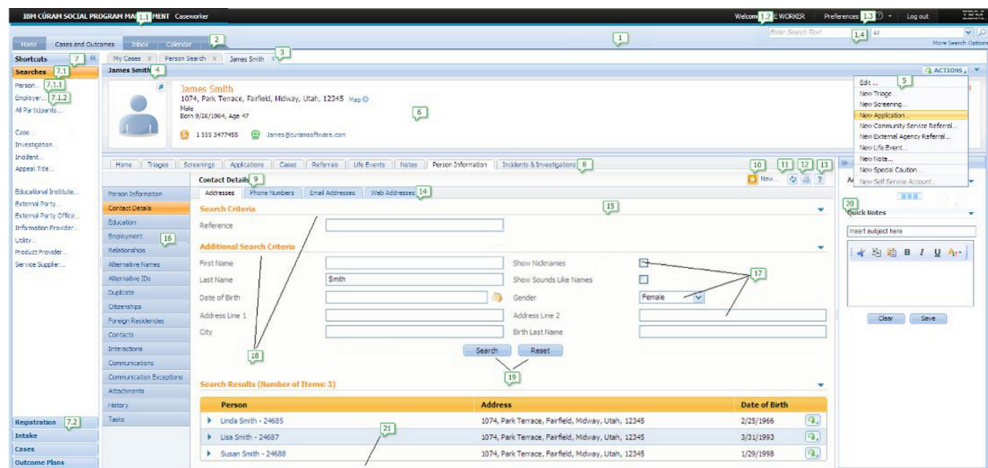 IBM CÚRAM SOCIAL PROGRAM MA 1.1 MENT Caseworker
Welcom 1.2 E WORKER Preferences 1.3 Log out IBM
1 Enter Search Text 1.4 All
More Search Options
Home Cases and Outcomes Inbox Calendar 2
Shortcuts 7 My Cases X Person Search X James Smith 3
Searches 7.1 James Smith 4 ACTIONS
Person... 7.1.1
Employer... 7.1.2
All Participants...
Case...
Investigation...
Incident...
Appeal Title...
Educational Institute...
External Party...
External Party Office...
Information Provider...
Utility...
Product Provider...
Service Supplier...
Registration 7.2
Intake
Cases
Outcome Plans
James Smith
1074, Park Terrace, Fairfield, Midway, Utah, 12345 Map
Male
Born 9/26/1964, Age 47
6
1 555 3477455 James@curamsoftware.com
Edit ... 5
New Triage...
New Screening...
New Application...
New Community Service Referral...
New External Agency Referral...
New Life Event...
New Note...
New Special Caution...
New Self Service Account...
Home Triages Screenings Applications Cases Referrals Life Events Notes Person Information Incidents & Investigations 8
Contact Details 9 10 New... 11 12 13
Addresses Phone Numbers Email Addresses Web Addresses 14
Person Information
Contact Details
Education
Employment 16
Relationships
Alternative Names
Alternative IDs
Duplicate
Citizenships
Foreign Residencies
Contacts
Interactions
Communications
Communication Exceptions
Attachments
History
Tasks
Search Criteria 15
Reference
Additional Search Criteria
First Name Show Nicknames
Last Name Smith Show Sounds Like Names 17
Date of Birth Gender Female
Address Line 1 Address Line 2
City Birth Last Name
18 Search Reset
19
Search Results (Number of Items: 3)
Person Address Date of Birth
Linda Smith - 24685 1074, Park Terrace, Fairfield, Midway, Utah, 12345 2/25/1966
Lisa Smith - 24687 21 1074, Park Terrace, Fairfield, Midway, Utah, 12345 3/31/1993
Susan Smith - 24688 1074, Park Terrace, Fairfield, Midway, Utah, 12345 1/29/1998
20
Quick Notes
Insert subject here
B I U
Clear Save